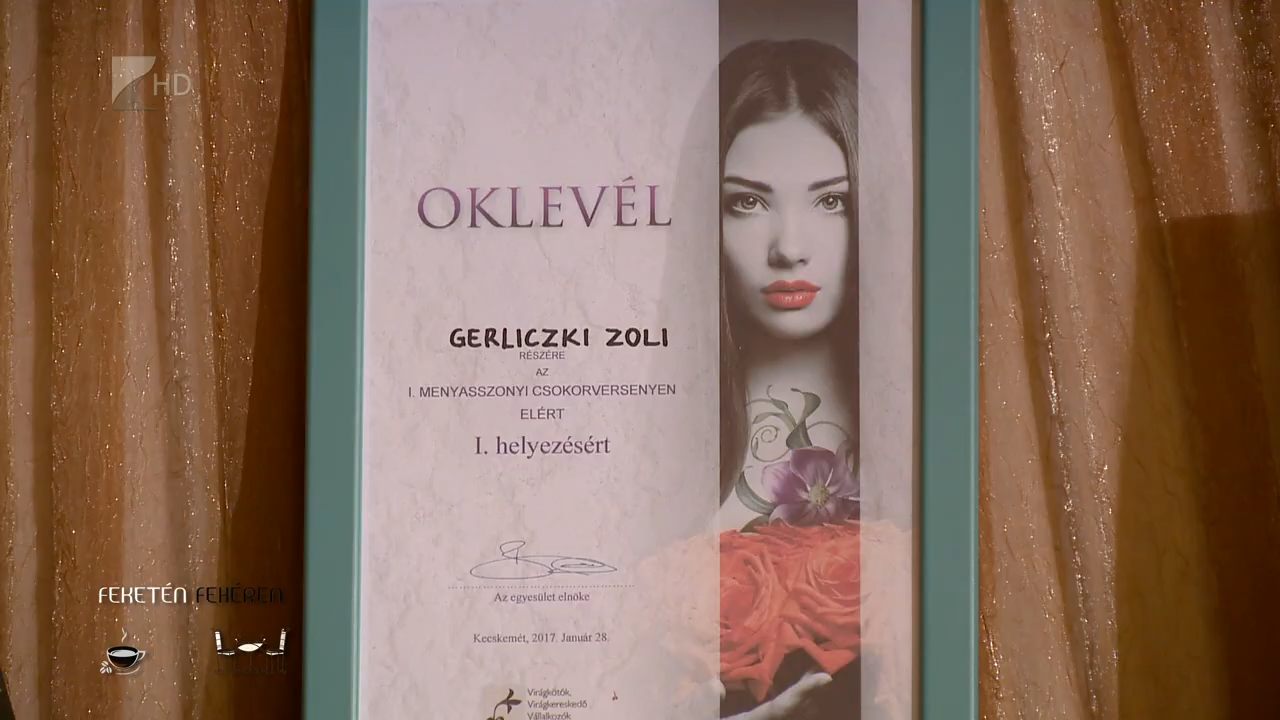 HD
OKLEVÉL
GERLICZKI ZOLI
RÉSZÉRE
AZ
I. MENYASSZONYI CSOKORVERSENYEN
ELÉRT
I. helyezésért
Az egyesület elnöke
Kecskemét, 2017. Január 28.
Virágkötők,
Virágkereskedő
Vállalkozók
FEKETÉN FEHÉREN